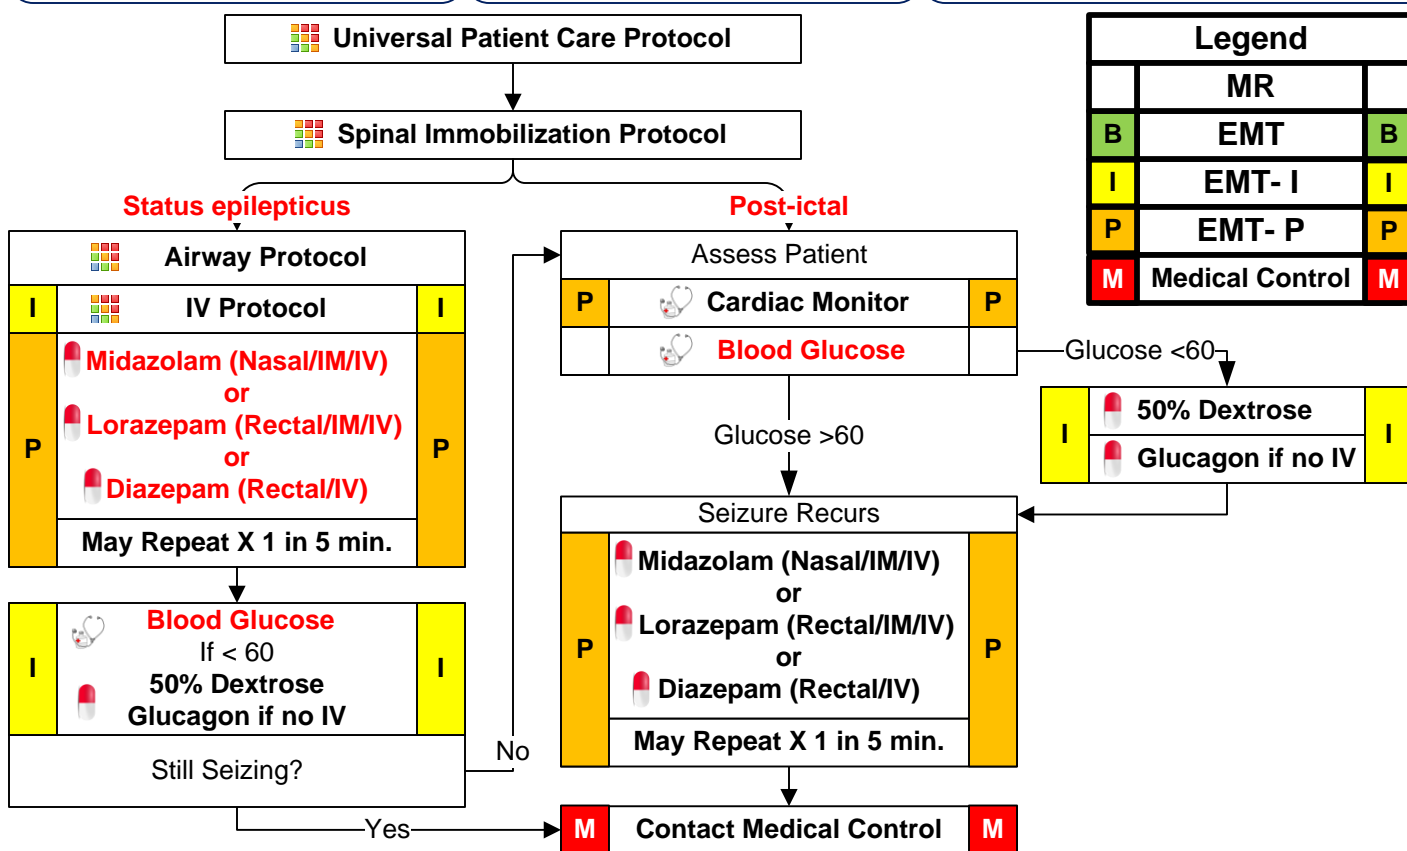 Universal Patient Care Protocol
Spinal Immobilization Protocol
Status epilepticus
Airway Protocol
I IV Protocol I
P P
Midazolam (Nasal/IM/IV)
or
Lorazepam (Rectal/IM/IV)
or
Diazepam (Rectal/IV)
May Repeat X 1 in 5 min.
I I
Blood Glucose
If < 60
50% Dextrose
Glucagon if no IV
Still Seizing?
No
Yes
Post-ictal
Assess Patient
P Cardiac Monitor P
Blood Glucose
Glucose <60
I I
50% Dextrose
Glucagon if no IV
Glucose >60
Seizure Recurs
P P
Midazolam (Nasal/IM/IV)
or
Lorazepam (Rectal/IM/IV)
or
Diazepam (Rectal/IV)
May Repeat X 1 in 5 min.
M Contact Medical Control M
Legend
MR
B EMT B
I EMT- I I
P EMT- P P
M Medical Control M